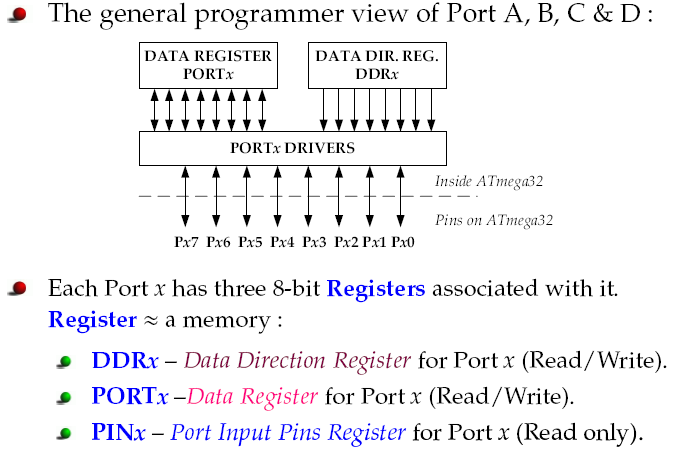 The general programmer view of Port A, B, C & D :
DATA REGISTER
PORTx
DATA DIR. REG.
DDRx
PORTx DRIVERS
Inside ATmega32
Pins on ATmega32
Px7 Px6 Px5 Px4 Px3 Px2 Px1 Px0
Each Port x has three 8-bit Registers associated with it.
Register ≈ a memory :
DDRx – Data Direction Register for Port x (Read/Write).
PORTx –Data Register for Port x (Read/Write).
PINx – Port Input Pins Register for Port x (Read only).